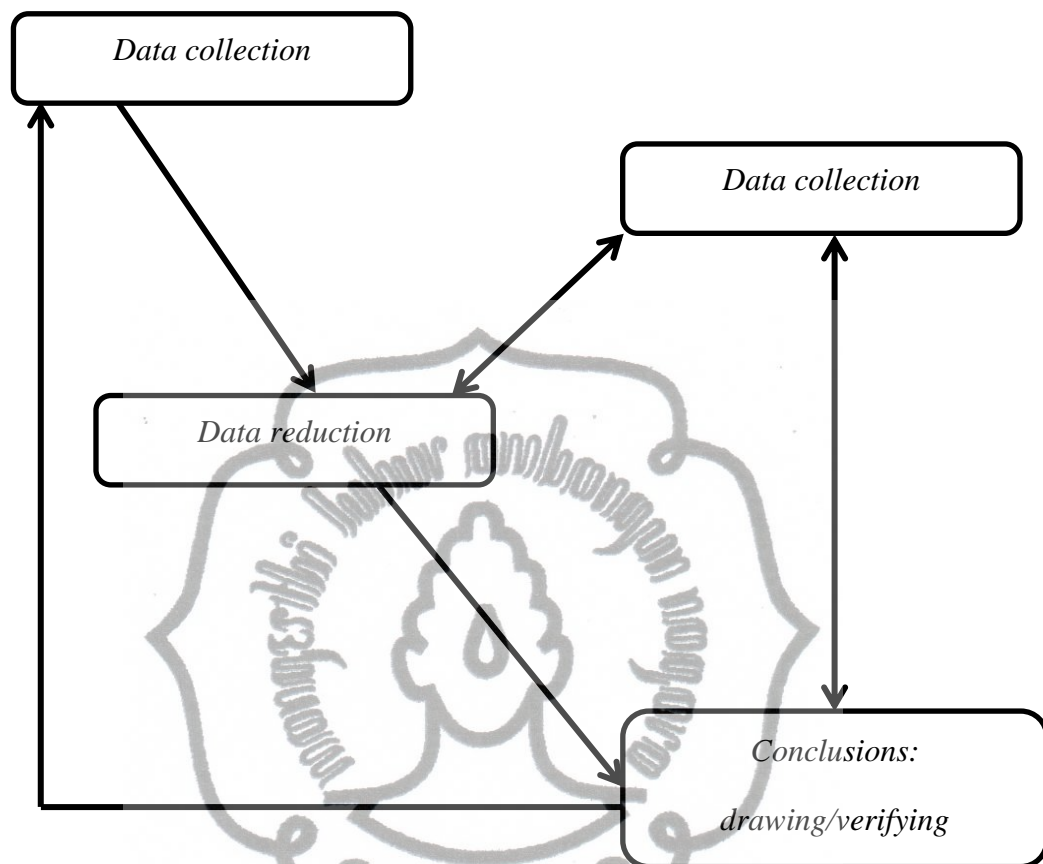 Data collection
Data collection
Data reduction
Conclusions:
drawing/verifying